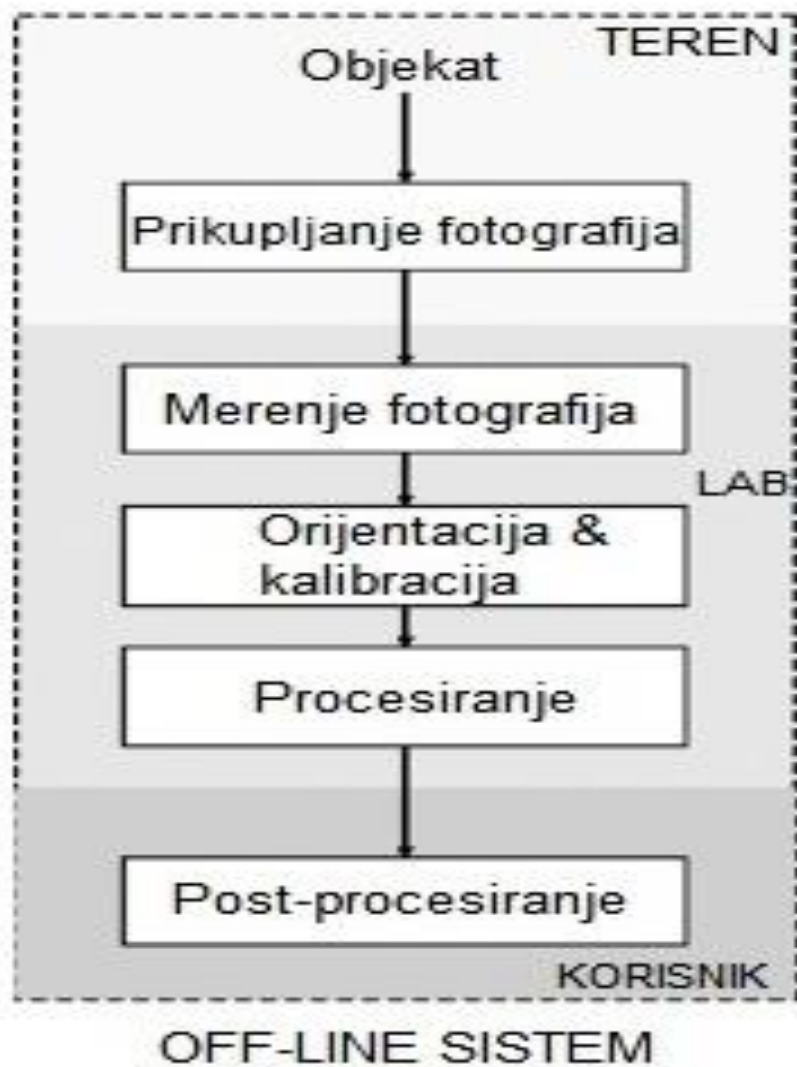 TEREN
Objekat
Prikupljanje fotografija
Merenje fotografija
LAB
Orijentacija &
kalibracija
Procesiranje
Post-procesiranje
KORISNIK
OFF-LINE SISTEM